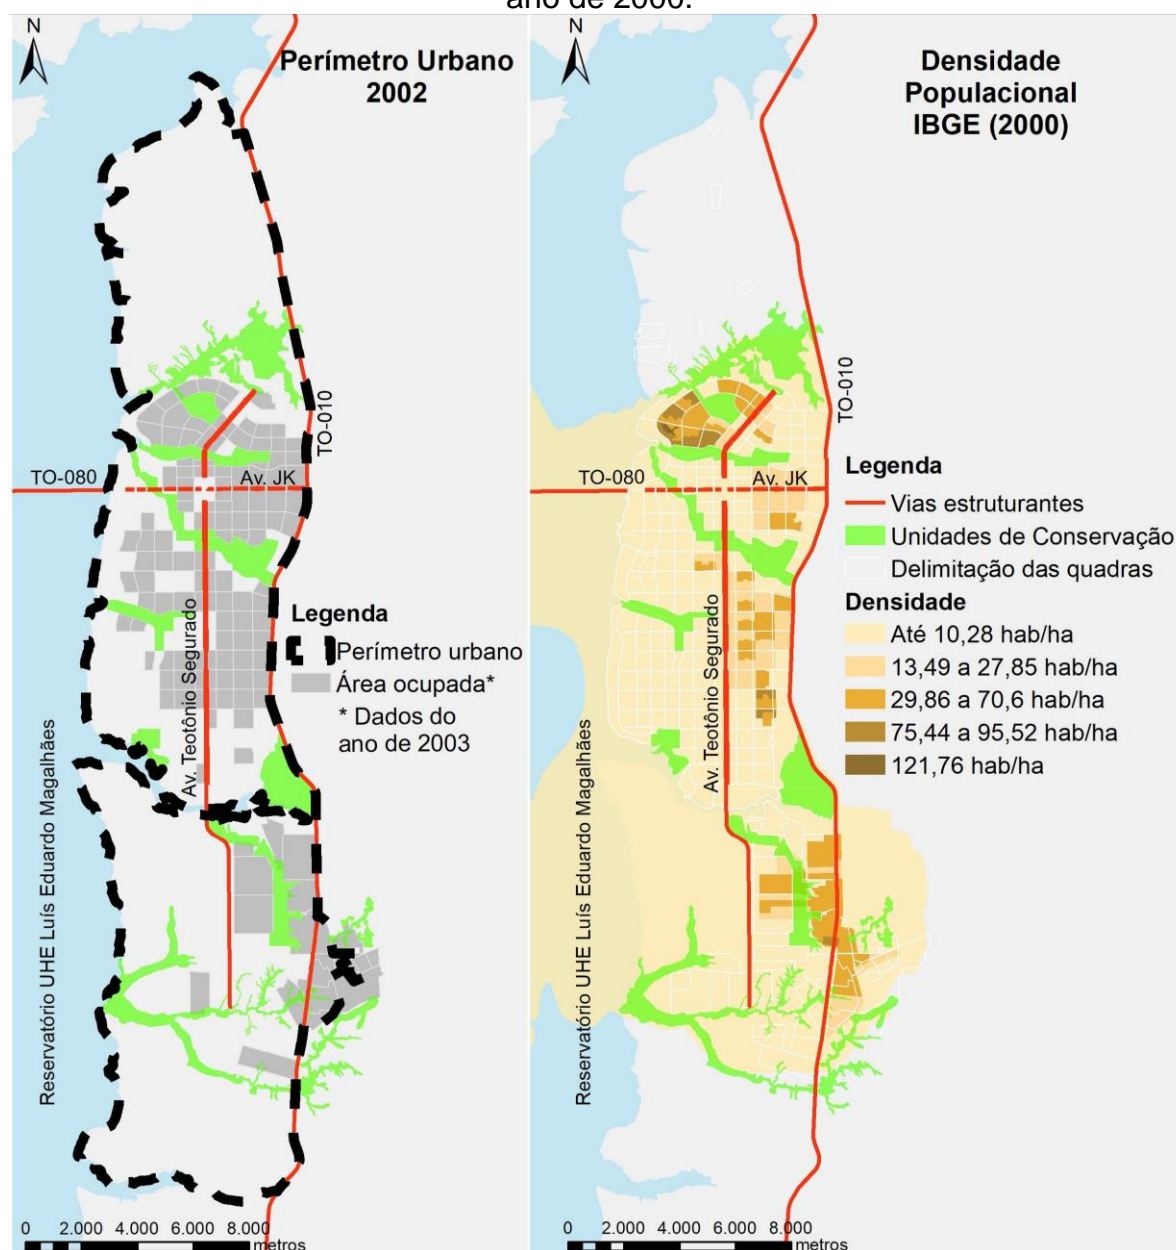 ano de 2000.
N
Perímetro Urbano
2002
TO-010
TO-080
Av. JK
Av. Teotônio Segurado
Legenda
Perímetro urbano
Área ocupada*
* Dados do
ano de 2003
Reservatório UHE Luís Eduardo Magalhães
0 2.000 4.000 6.000 8.000
metros
N
Densidade
Populacional
IBGE (2000)
TO-010
TO-080
Av. JK
Av. Teotônio Segurado
Legenda
Vias estruturantes
Unidades de Conservação
Delimitação das quadras
Densidade
Até 10,28 hab/ha
13,49 a 27,85 hab/ha
29,86 a 70,6 hab/ha
75,44 a 95,52 hab/ha
121,76 hab/ha
Reservatório UHE Luís Eduardo Magalhães
0 2.000 4.000 6.000 8.000
metros